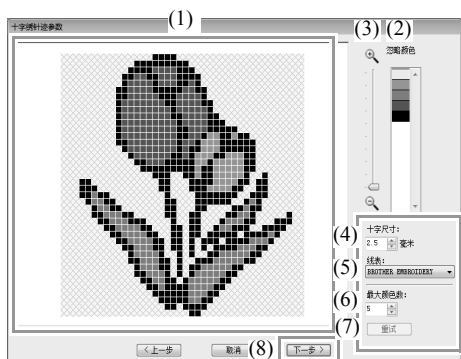 (1)
十字绣针迹参数
(3) (2)
忽略颜色
十字尺寸:
(4) 2.5 毫米
线表:
(5) BROTHER EMBROIDERY
最大颜色数:
(6) 5
(7) 重试
<上一步 取消 (8) 下一步 >